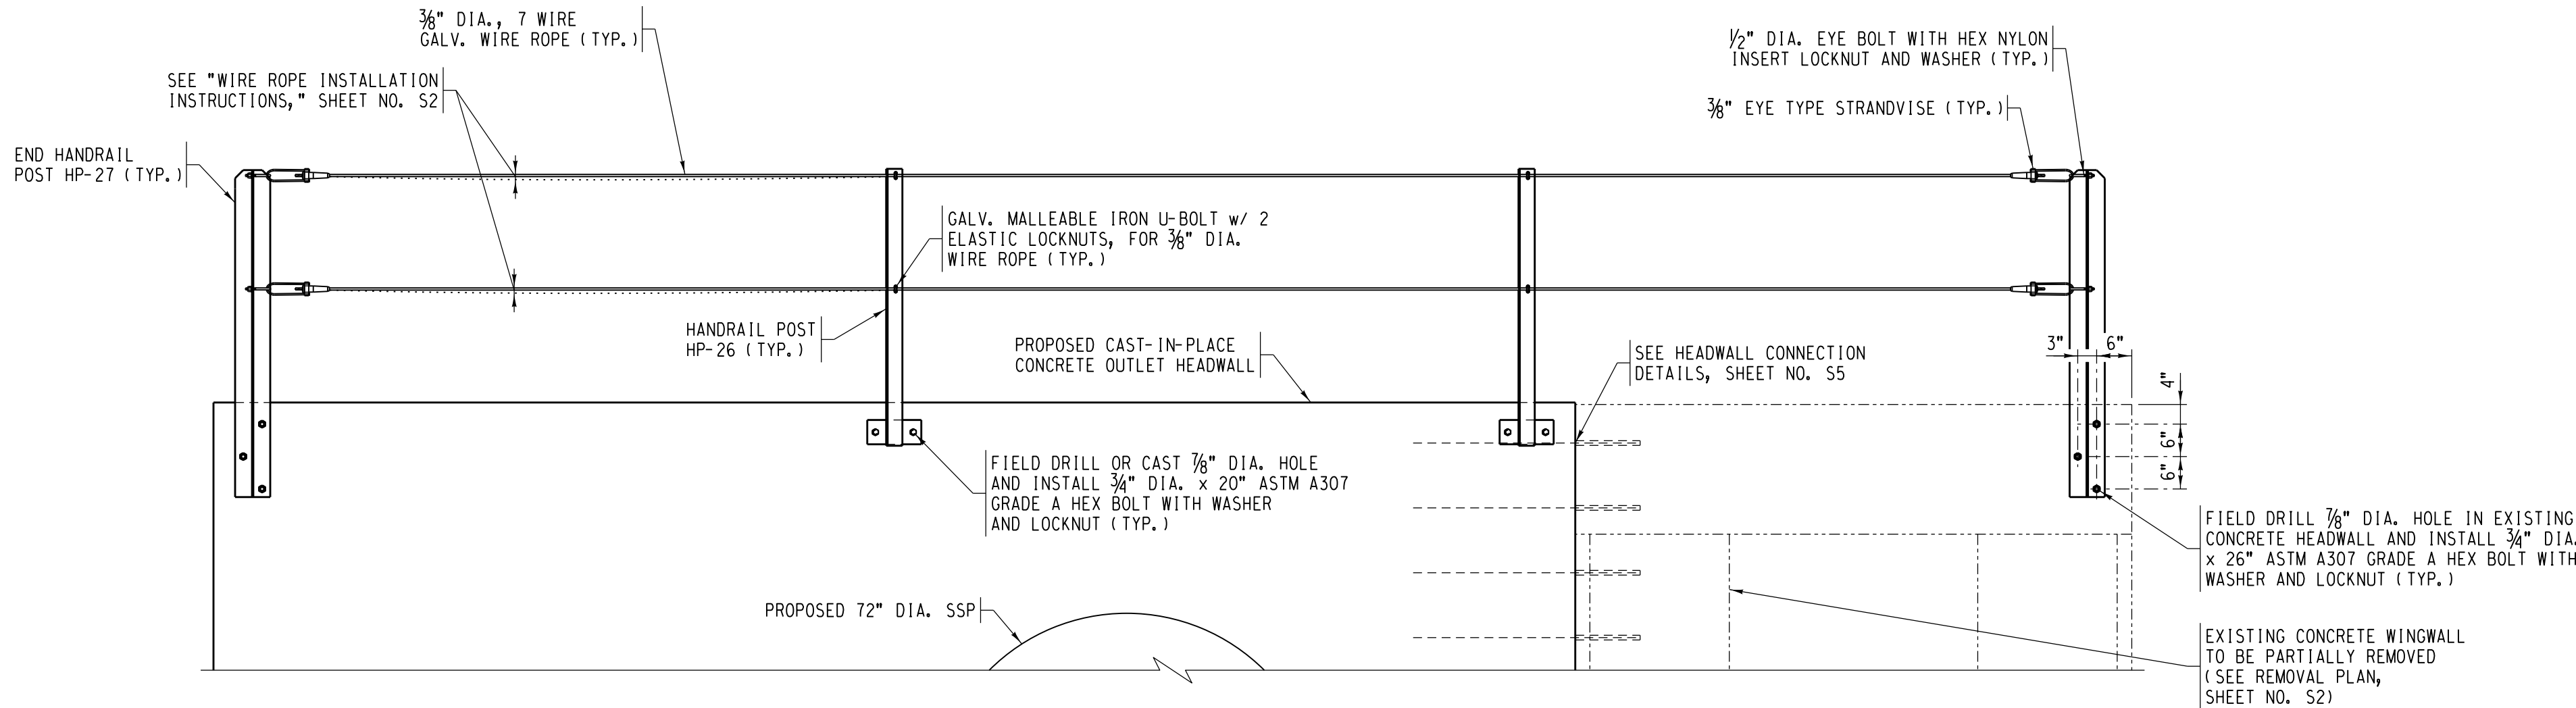 ⅜" DIA., 7 WIRE
GALV. WIRE ROPE (TYP.)
SEE "WIRE ROPE INSTALLATION
INSTRUCTIONS," SHEET NO. S2
END HANDRAIL
POST HP-27 (TYP.)
½" DIA. EYE BOLT WITH HEX NYLON
INSERT LOCKNUT AND WASHER (TYP.)
⅜" EYE TYPE STRANDVISE (TYP.)
GALV. MALLEABLE IRON U-BOLT w/ 2
ELASTIC LOCKNUTS, FOR ⅜" DIA.
WIRE ROPE (TYP.)
HANDRAIL POST
HP-26 (TYP.)
PROPOSED CAST-IN-PLACE
CONCRETE OUTLET HEADWALL
SEE HEADWALL CONNECTION
DETAILS, SHEET NO. S5
3"
6"
4"
6"
6"
FIELD DRILL OR CAST ⅞" DIA. HOLE
AND INSTALL ¾" DIA. x 20" ASTM A307
GRADE A HEX BOLT WITH WASHER
AND LOCKNUT (TYP.)
FIELD DRILL ⅞" DIA. HOLE IN EXISTING
CONCRETE HEADWALL AND INSTALL ¾" DIA.
x 26" ASTM A307 GRADE A HEX BOLT WITH
WASHER AND LOCKNUT (TYP.)
PROPOSED 72" DIA. SSP
EXISTING CONCRETE WINGWALL
TO BE PARTIALLY REMOVED
(SEE REMOVAL PLAN,
SHEET NO. S2)